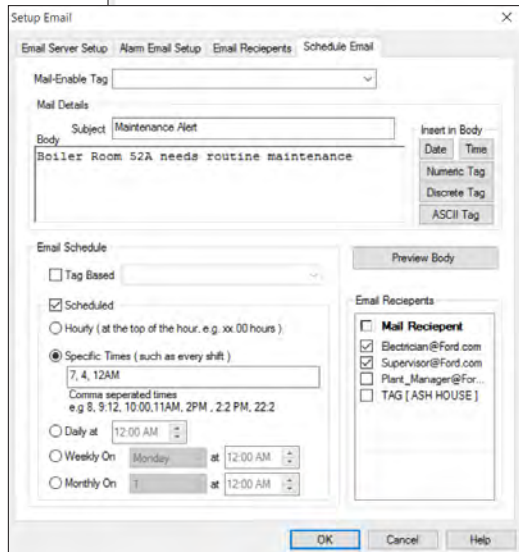 Setup Email
Email Server Setup Alarm Email Setup Email Reciepents Schedule Email
Mail-Enable Tag
Mail Details
Subject Maintenance Alert
Insert in Body
Body
Date Time
Boiler Room 52A needs routine maintenance
Numeric Tag
Discrete Tag
ASCII Tag
Email Schedule
Preview Body
Tag Based
Email Reciepents
Scheduled
Mail Reciepent
Hourly ( at the top of the hour, e.g. xx.00 hours )
Electrician@Ford.com
Specific Times ( such as every shift )
Supervisor@Ford.com
7, 4, 12AM
Plant_Manager@For...
Comma seperated times
TAG [ ASH HOUSE ]
e.g 8, 9:12, 10:00,11AM, 2PM , 2:2 PM, 22:2
Daily at 12:00 AM
Weekly On Monday at 12:00 AM
Monthly On 1 at 12:00 AM
OK Cancel Help